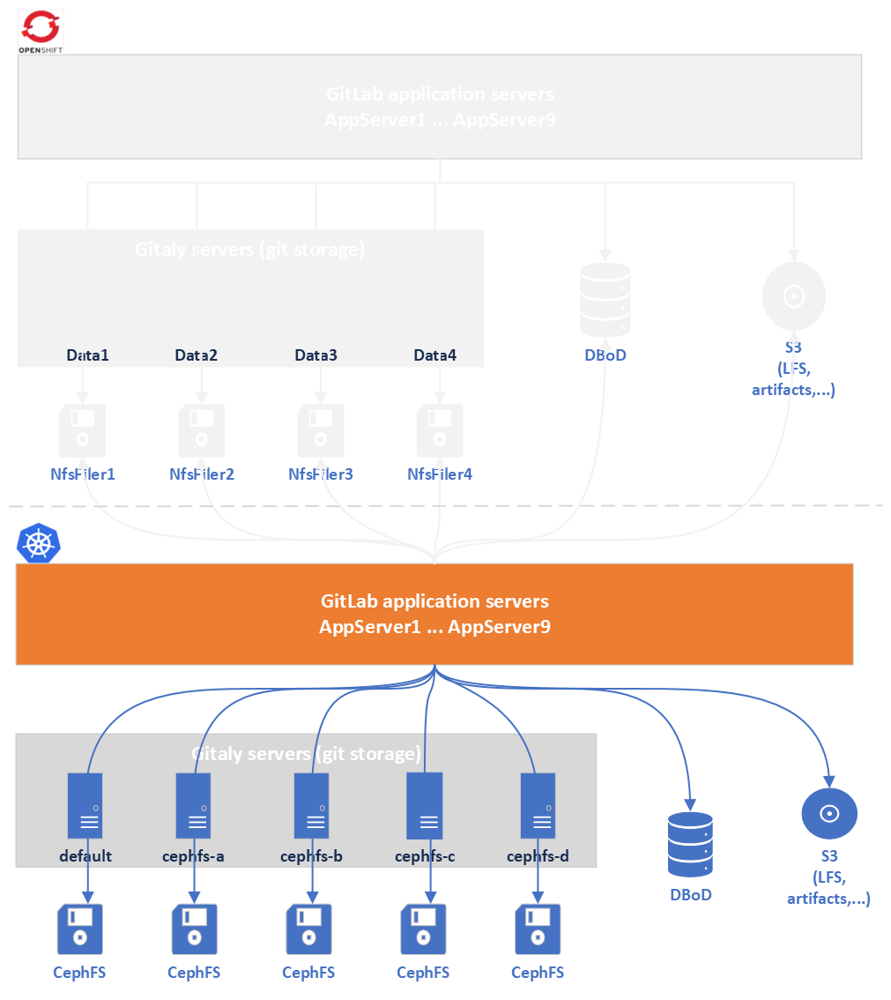 OPENSHIFT
GitLab application servers
AppServer1 ... AppServer9
Gitaly servers (git storage)
Data1
Data2
Data3
Data4
DBoD
S3
(LFS,
artifacts,...)
NfsFiler1
NfsFiler2
NfsFiler3
NfsFiler4
GitLab application servers
AppServer1 ... AppServer9
Gitaly servers (git storage)
default
cephfs-a
cephfs-b
cephfs-c
cephfs-d
DBoD
S3
(LFS,
artifacts,...)
CephFS
CephFS
CephFS
CephFS
CephFS